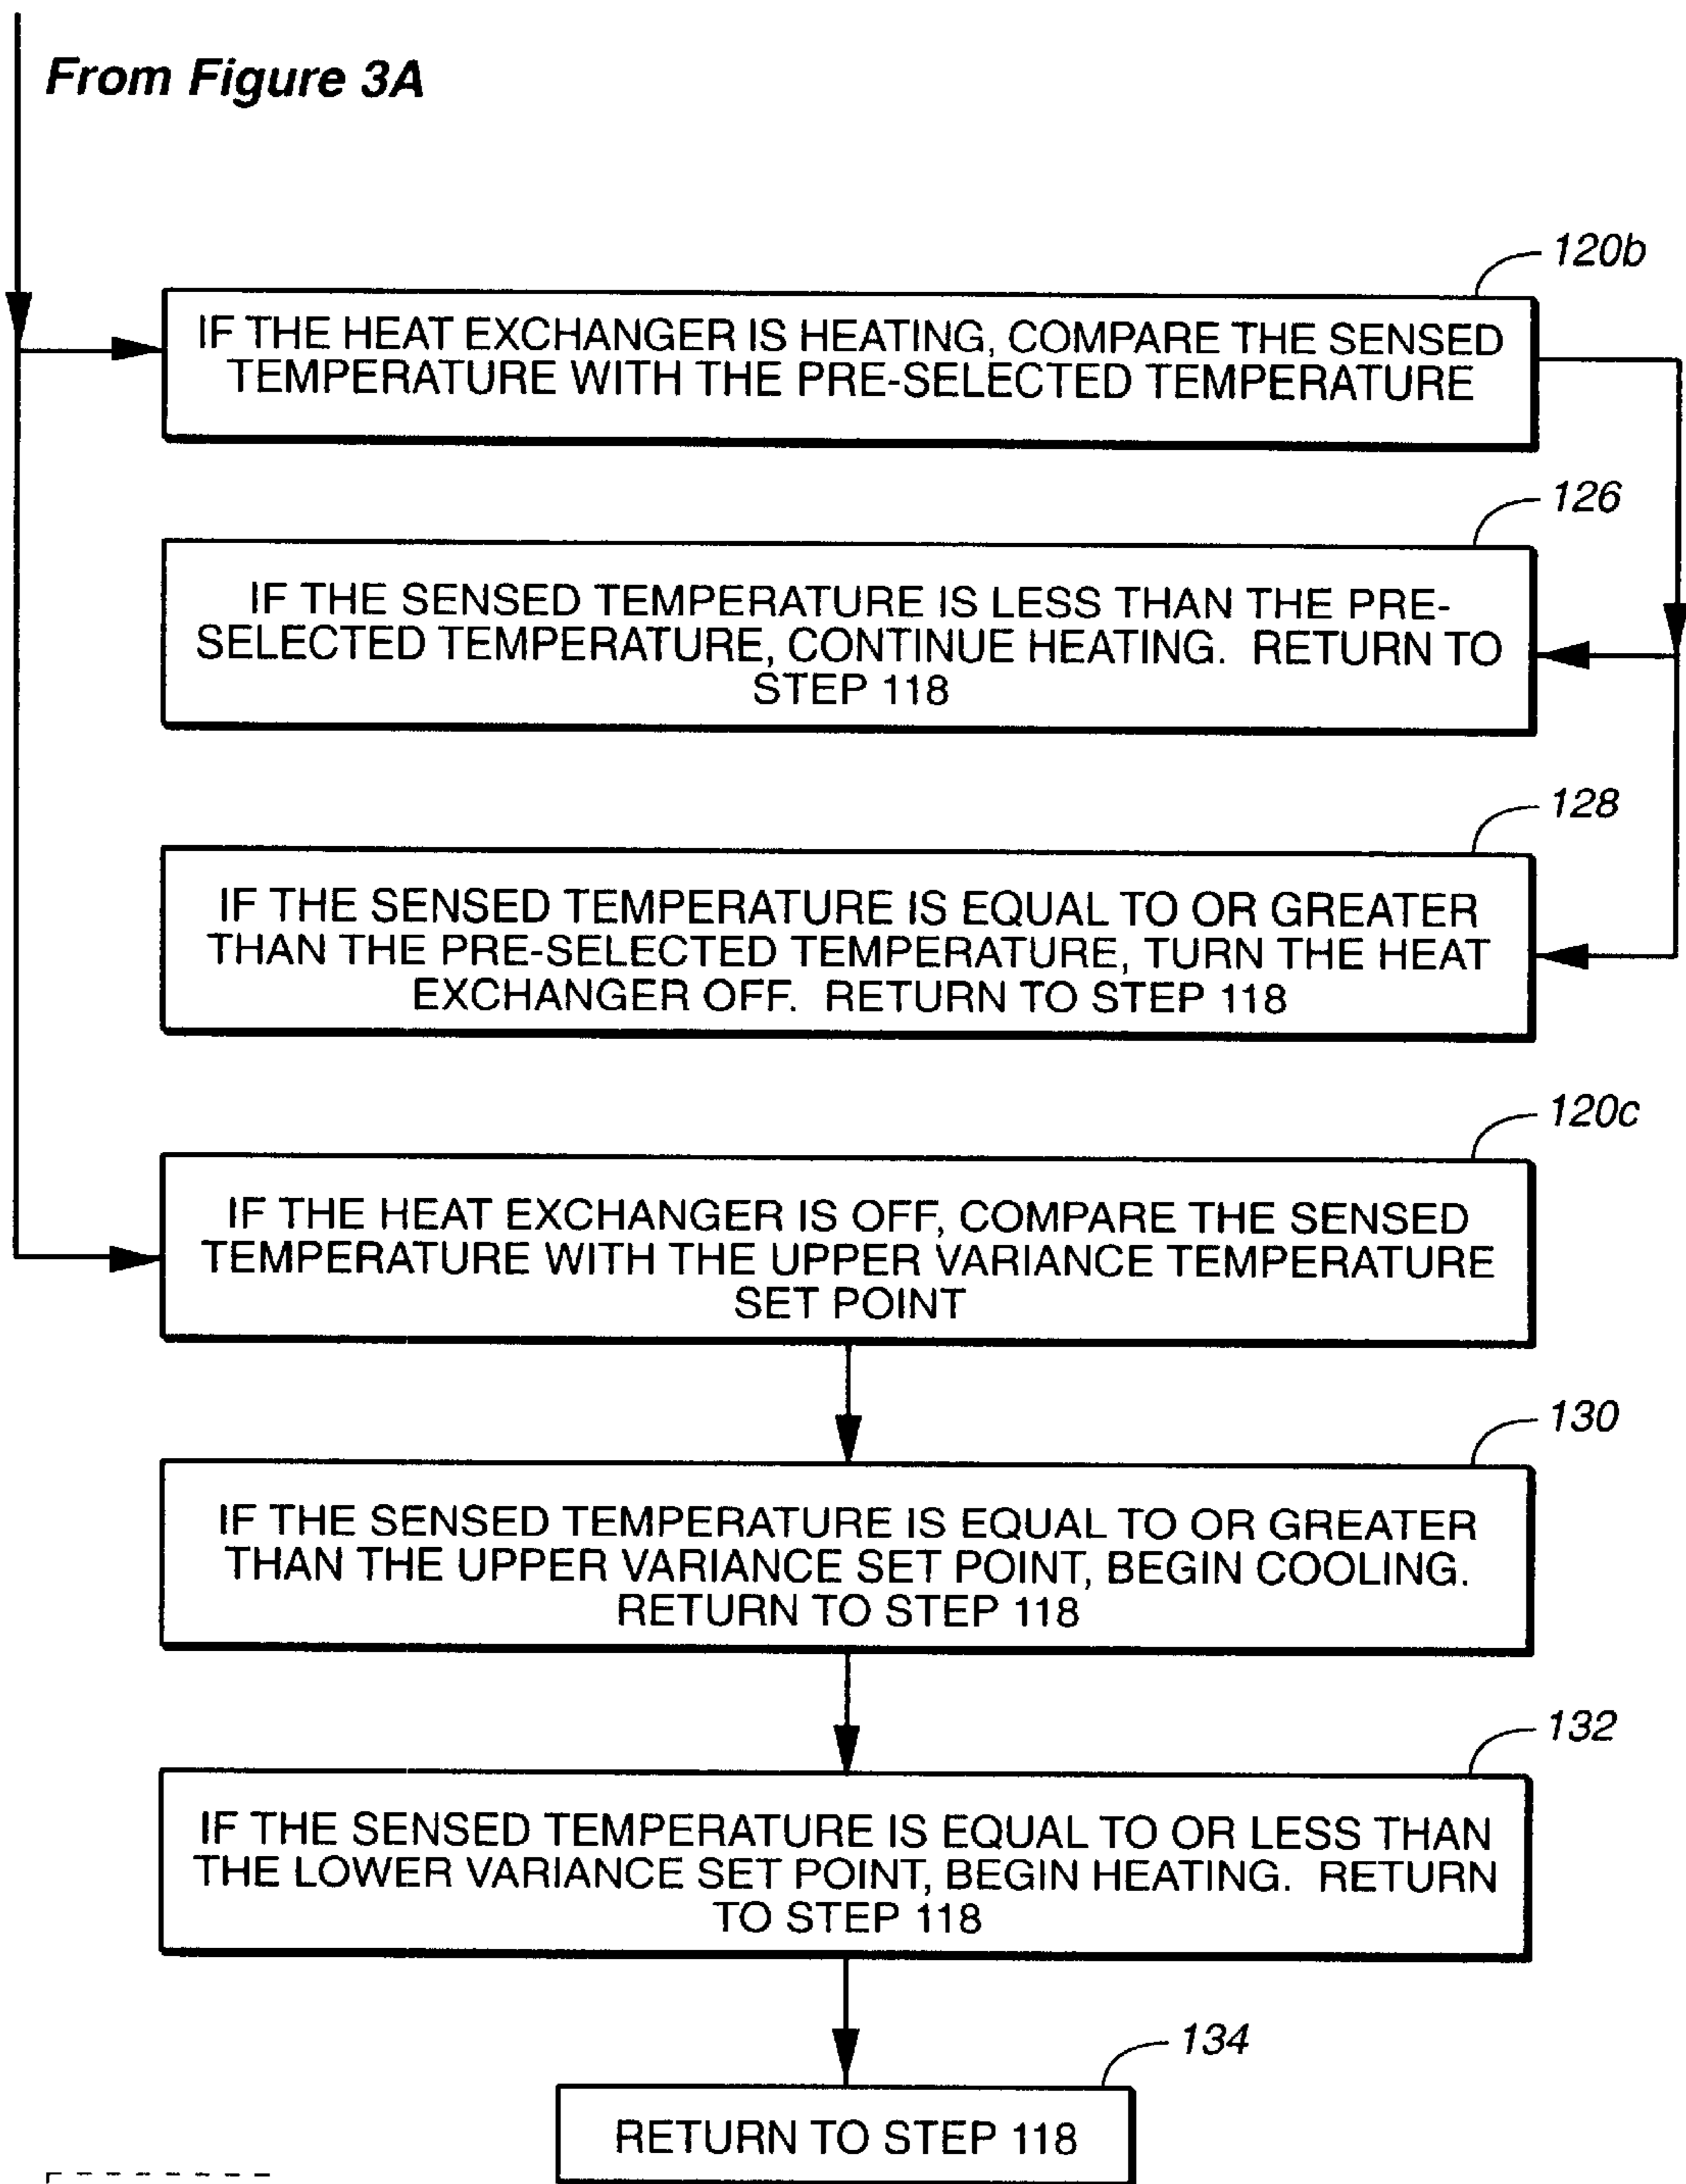 From Figure 3A
120b
IF THE HEAT EXCHANGER IS HEATING, COMPARE THE SENSED
TEMPERATURE WITH THE PRE-SELECTED TEMPERATURE
126
IF THE SENSED TEMPERATURE IS LESS THAN THE PRE-
SELECTED TEMPERATURE, CONTINUE HEATING. RETURN TO
STEP 118
128
IF THE SENSED TEMPERATURE IS EQUAL TO OR GREATER
THAN THE PRE-SELECTED TEMPERATURE, TURN THE HEAT
EXCHANGER OFF. RETURN TO STEP 118
120c
IF THE HEAT EXCHANGER IS OFF, COMPARE THE SENSED
TEMPERATURE WITH THE UPPER VARIANCE TEMPERATURE
SET POINT
130
IF THE SENSED TEMPERATURE IS EQUAL TO OR GREATER
THAN THE UPPER VARIANCE SET POINT, BEGIN COOLING.
RETURN TO STEP 118
132
IF THE SENSED TEMPERATURE IS EQUAL TO OR LESS THAN
THE LOWER VARIANCE SET POINT, BEGIN HEATING. RETURN
TO STEP 118
134
RETURN TO STEP 118